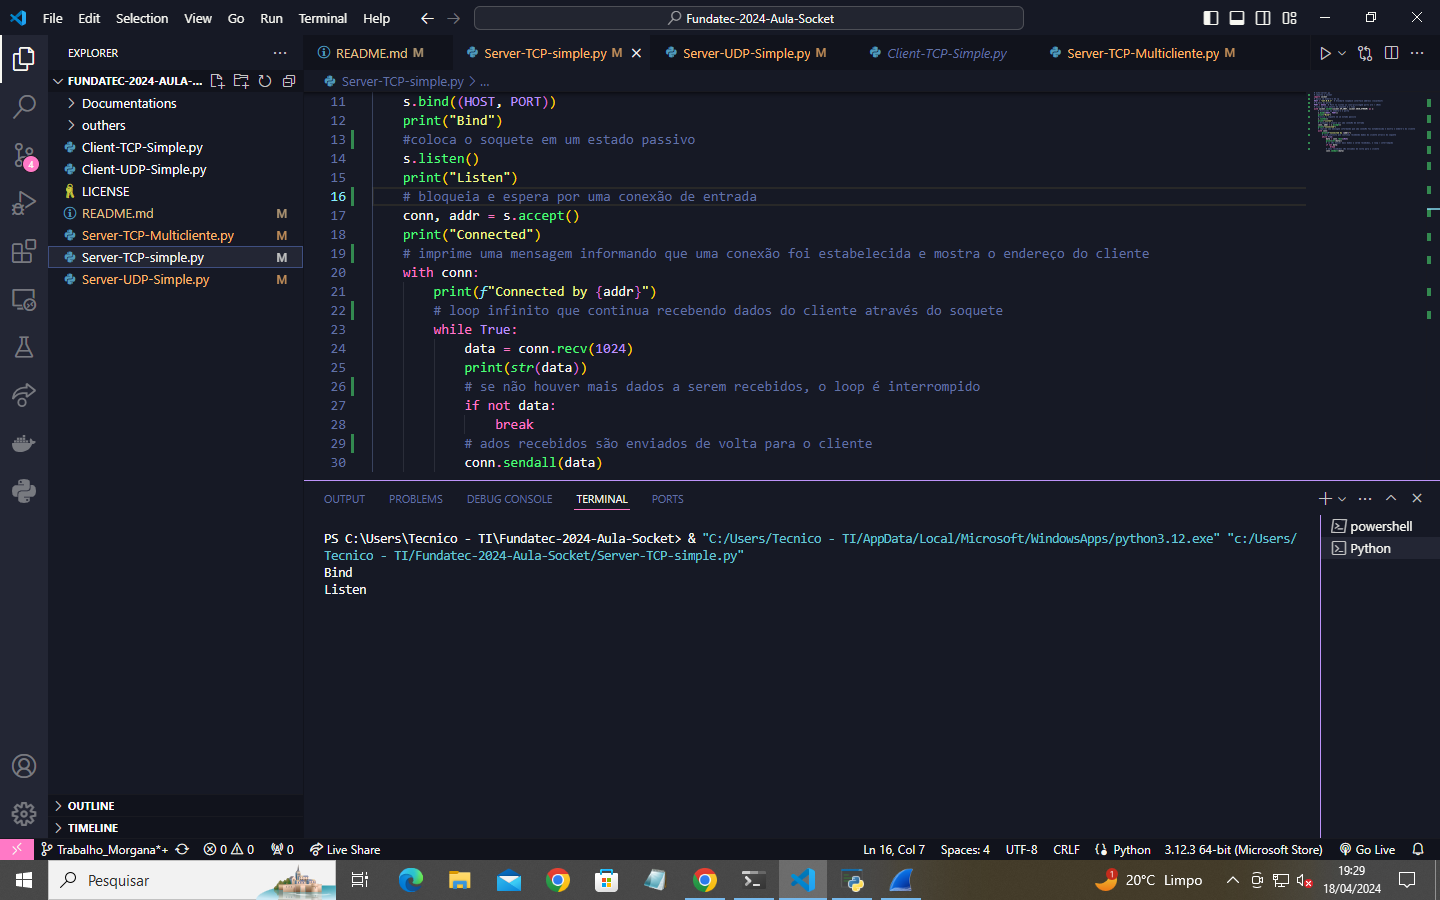 File Edit Selection View Go Run Terminal Help
Fundatec-2024-Aula-Socket
EXPLORER
README.md M
Server-TCP-simple.py M
Server-UDP-Simple.py M
Client-TCP-Simple.py
Server-TCP-Multicliente.py M
FUNDATEC-2024-AULA-...
Documentations
outhers
Client-TCP-Simple.py
Client-UDP-Simple.py
LICENSE
README.md M
Server-TCP-Multicliente.py M
Server-TCP-simple.py M
Server-UDP-Simple.py M
4
OUTLINE
TIMELINE
Server-TCP-simple.py > ...
11 s.bind((HOST, PORT))
12 print("Bind")
13 #coloca o soquete em um estado passivo
14 s.listen()
15 print("Listen")
16 # bloqueia e espera por uma conexão de entrada
17 conn, addr = s.accept()
18 print("Connected")
19 # imprime uma mensagem informando que uma conexão foi estabelecida e mostra o endereço do cliente
20 with conn:
21 print(f"Connected by {addr}")
22 # loop infinito que continua recebendo dados do cliente através do soquete
23 while True:
24 data = conn.recv(1024)
25 print(str(data))
26 # se não houver mais dados a serem recebidos, o loop é interrompido
27 if not data:
28 break
29 # ados recebidos são enviados de volta para o cliente
30 conn.sendall(data)
OUTPUT PROBLEMS DEBUG CONSOLE TERMINAL PORTS
PS C:\Users\Tecnico - TI\Fundatec-2024-Aula-Socket> & "C:/Users/Tecnico - TI/AppData/Local/Microsoft/WindowsApps/python3.12.exe" "c:/Users/
Tecnico - TI/Fundatec-2024-Aula-Socket/Server-TCP-simple.py"
Bind
Listen
powershell
Python
Trabalho_Morgana*+ 0 0 0 Live Share
Ln 16, Col 7 Spaces: 4 UTF-8 CRLF Python 3.12.3 64-bit (Microsoft Store) Go Live
Pesquisar
1
20°C Limpo
19:29
18/04/2024